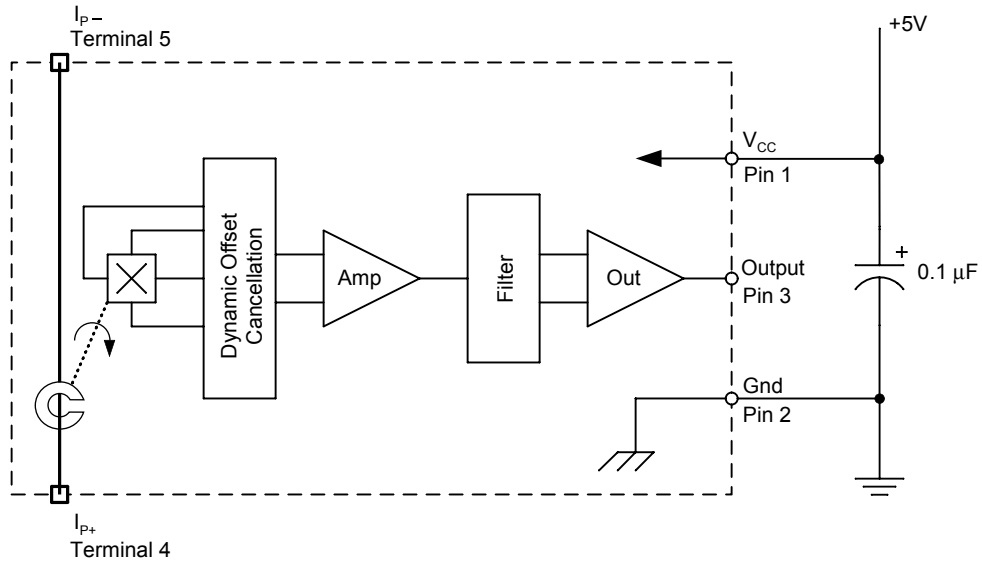 I P−
Terminal 5
+5V
VCC
Pin 1
Dynamic Offset
Cancellation
Amp
Filter
Out
Output
Pin 3
+
0.1 µF
Gnd
Pin 2
IP+
Terminal 4